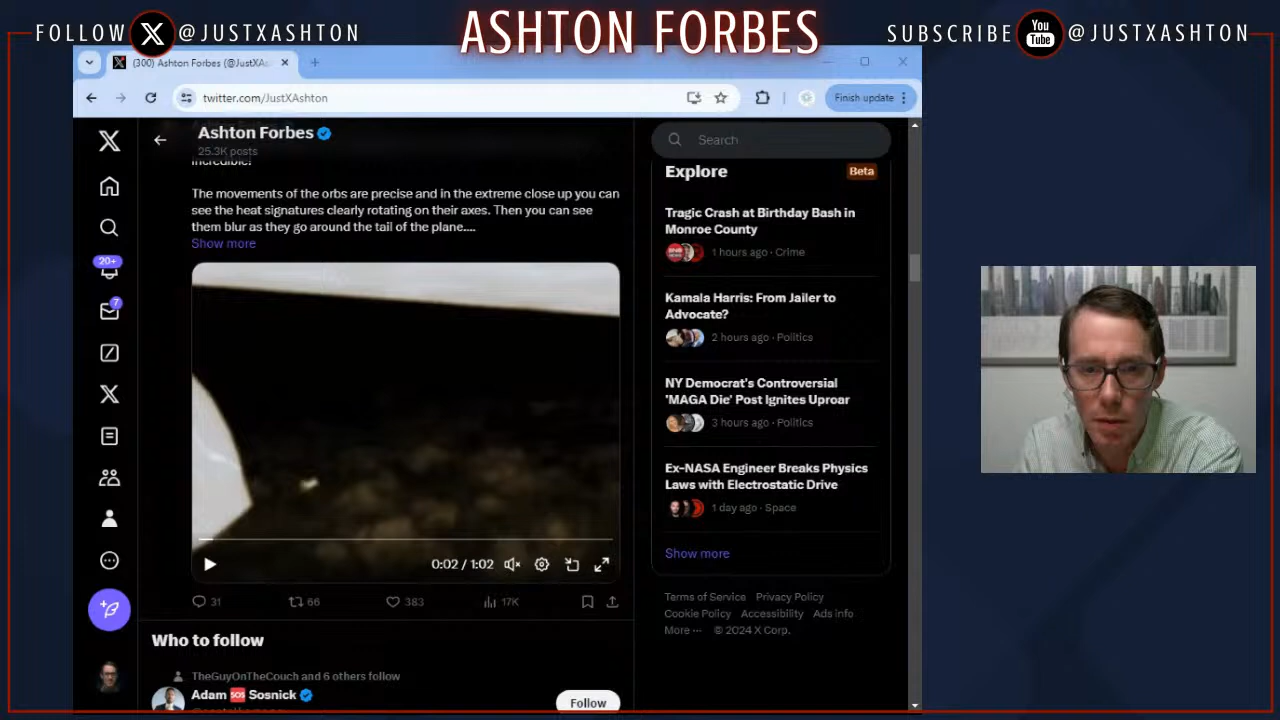 FOLLOW X @JUSTXASHTON
ASHTON FORBES
SUBSCRIBE You Tube @JUSTXASHTON
(300) Ashton Forbes (@JustXAs
twitter.com/JustXAshton
Finish update
Ashton Forbes
25.3K posts
Search
incredible!
The movements of the orbs are precise and in the extreme close up you can
see the heat signatures clearly rotating on their axes. Then you can see
them blur as they go around the tail of the plane....
Show more
20+
7
0:02 / 1:02
31
66
383
17K
Who to follow
TheGuyOnTheCouch and 6 others follow
Adam SOS Sosnick
Follow
Explore
Beta
Tragic Crash at Birthday Bash in
Monroe County
1 hours ago · Crime
Kamala Harris: From Jailer to
Advocate?
2 hours ago · Politics
NY Democrat's Controversial
'MAGA Die' Post Ignites Uproar
3 hours ago · Politics
Ex-NASA Engineer Breaks Physics
Laws with Electrostatic Drive
1 day ago · Space
Show more
Terms of Service Privacy Policy
Cookie Policy Accessibility Ads info
More ··· © 2024 X Corp.